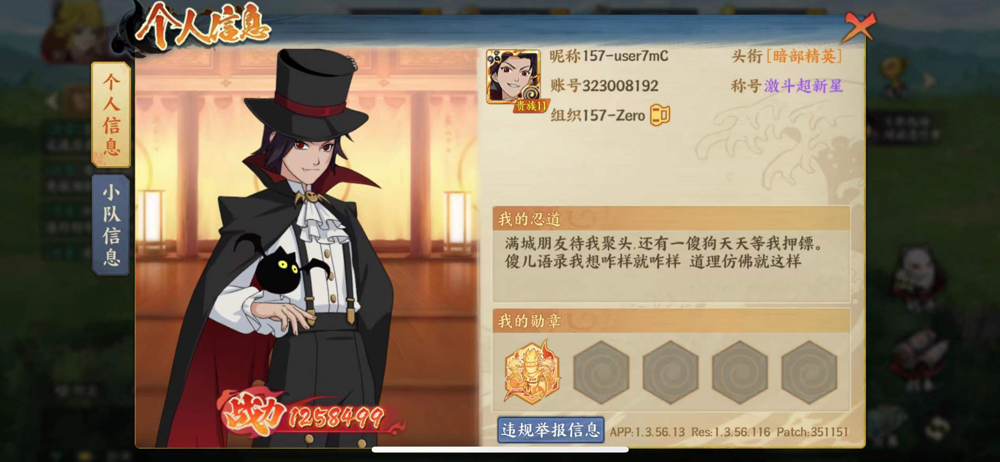 个人信息
个人信息
小队信息
昵称157-user7mC
头衔[暗部精英]
账号323008192
称号激斗超新星
贵族11
组织157-Zero
我的忍道
满城朋友待我聚头,还有一傻狗天天等我押镖。
傻儿语录我想咋样就咋样 道理仿佛就这样
我的勋章
战力1258499
违规举报信息
APP:1.3.56.13 Res:1.3.56.116 Patch:351151